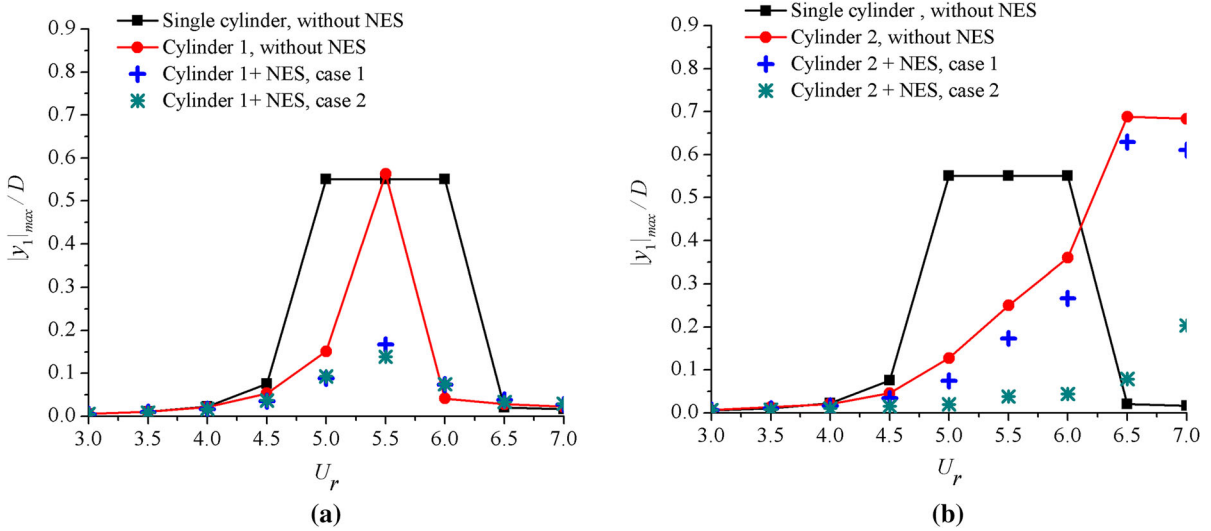 Single cylinder, without NES
Cylinder 1, without NES
Cylinder 1+ NES, case 1
Cylinder 1+ NES, case 2
|y₁|max / D
0.9
0.8
0.7
0.6
0.5
0.4
0.3
0.2
0.1
0.0
3.0 3.5 4.0 4.5 5.0 5.5 6.0 6.5 7.0
Ur
(a)
Single cylinder , without NES
Cylinder 2, without NES
Cylinder 2 + NES, case 1
Cylinder 2 + NES, case 2
|y₁|max / D
0.9
0.8
0.7
0.6
0.5
0.4
0.3
0.2
0.1
0.0
3.0 3.5 4.0 4.5 5.0 5.5 6.0 6.5 7.0
Ur
(b)